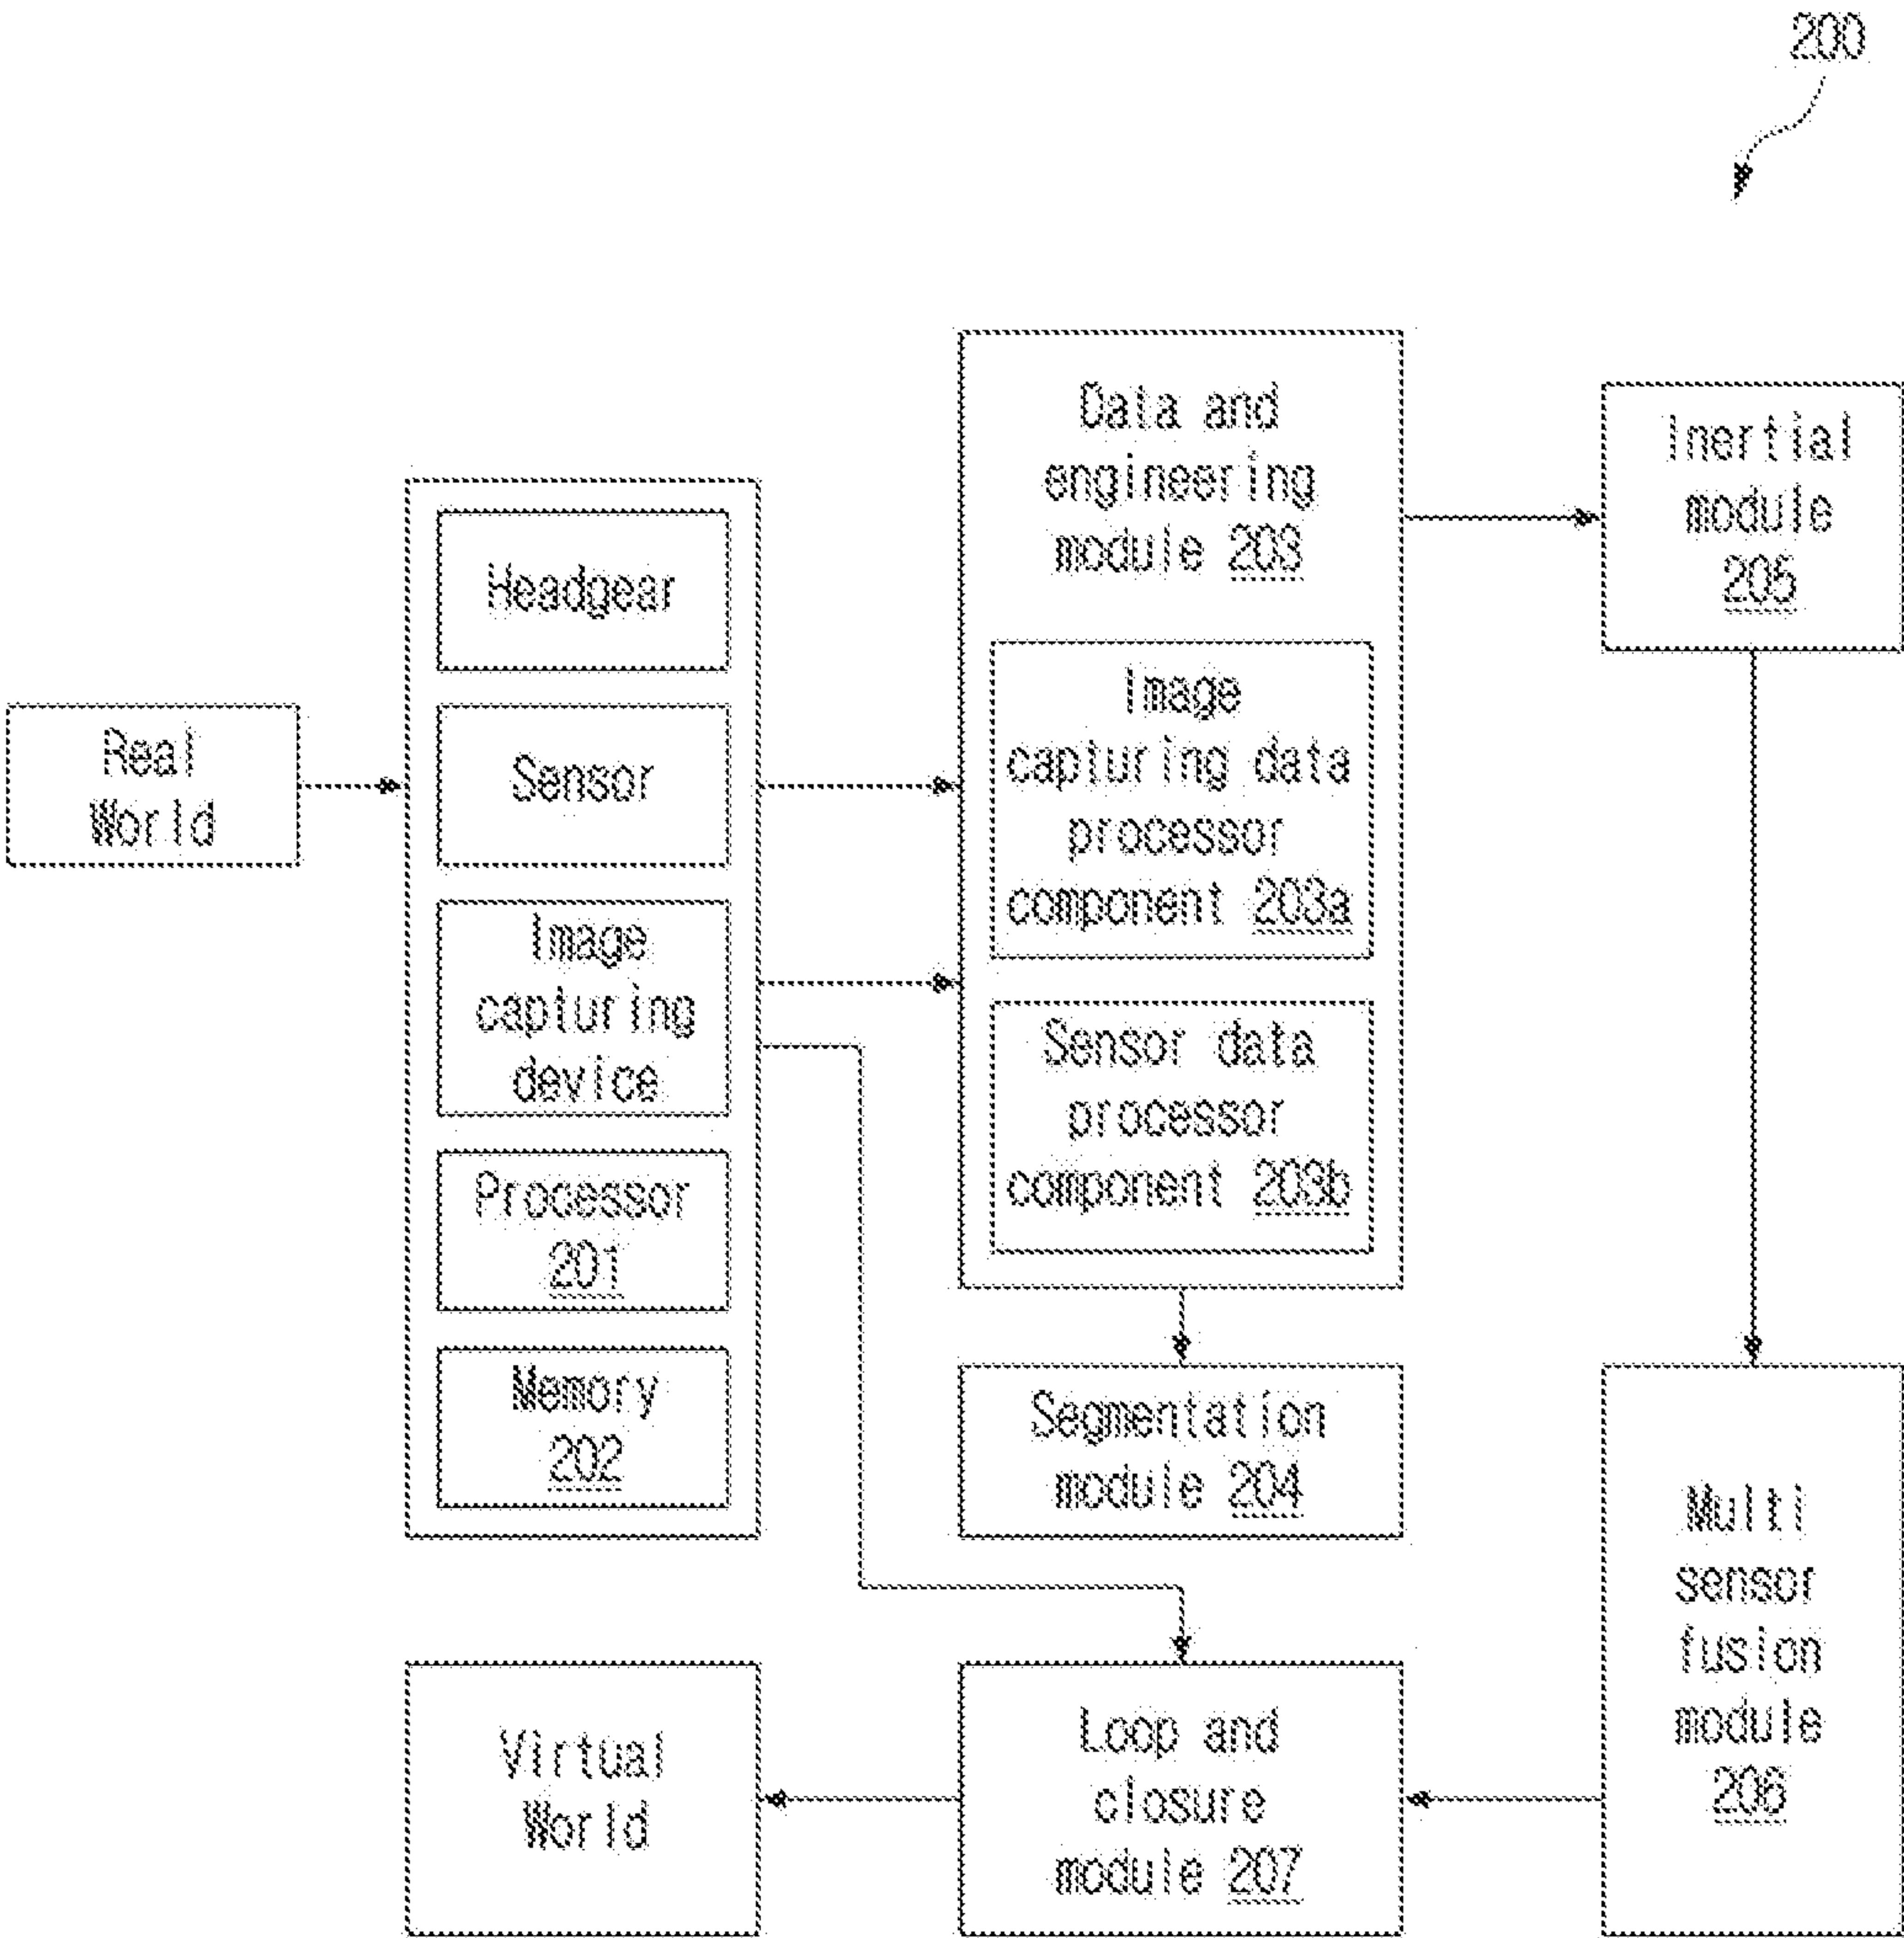 200
Real
World
Headgear
Sensor
Image
capturing
device
Processor
201
Memory
202
Data and
engineering
module 203
Image
capturing data
processor
component 203a
Sensor data
processor
component 203b
Segmentation
module 204
Inertial
module
205
Multi
sensor
fusion
module
206
Loop and
closure
module 207
Virtual
World